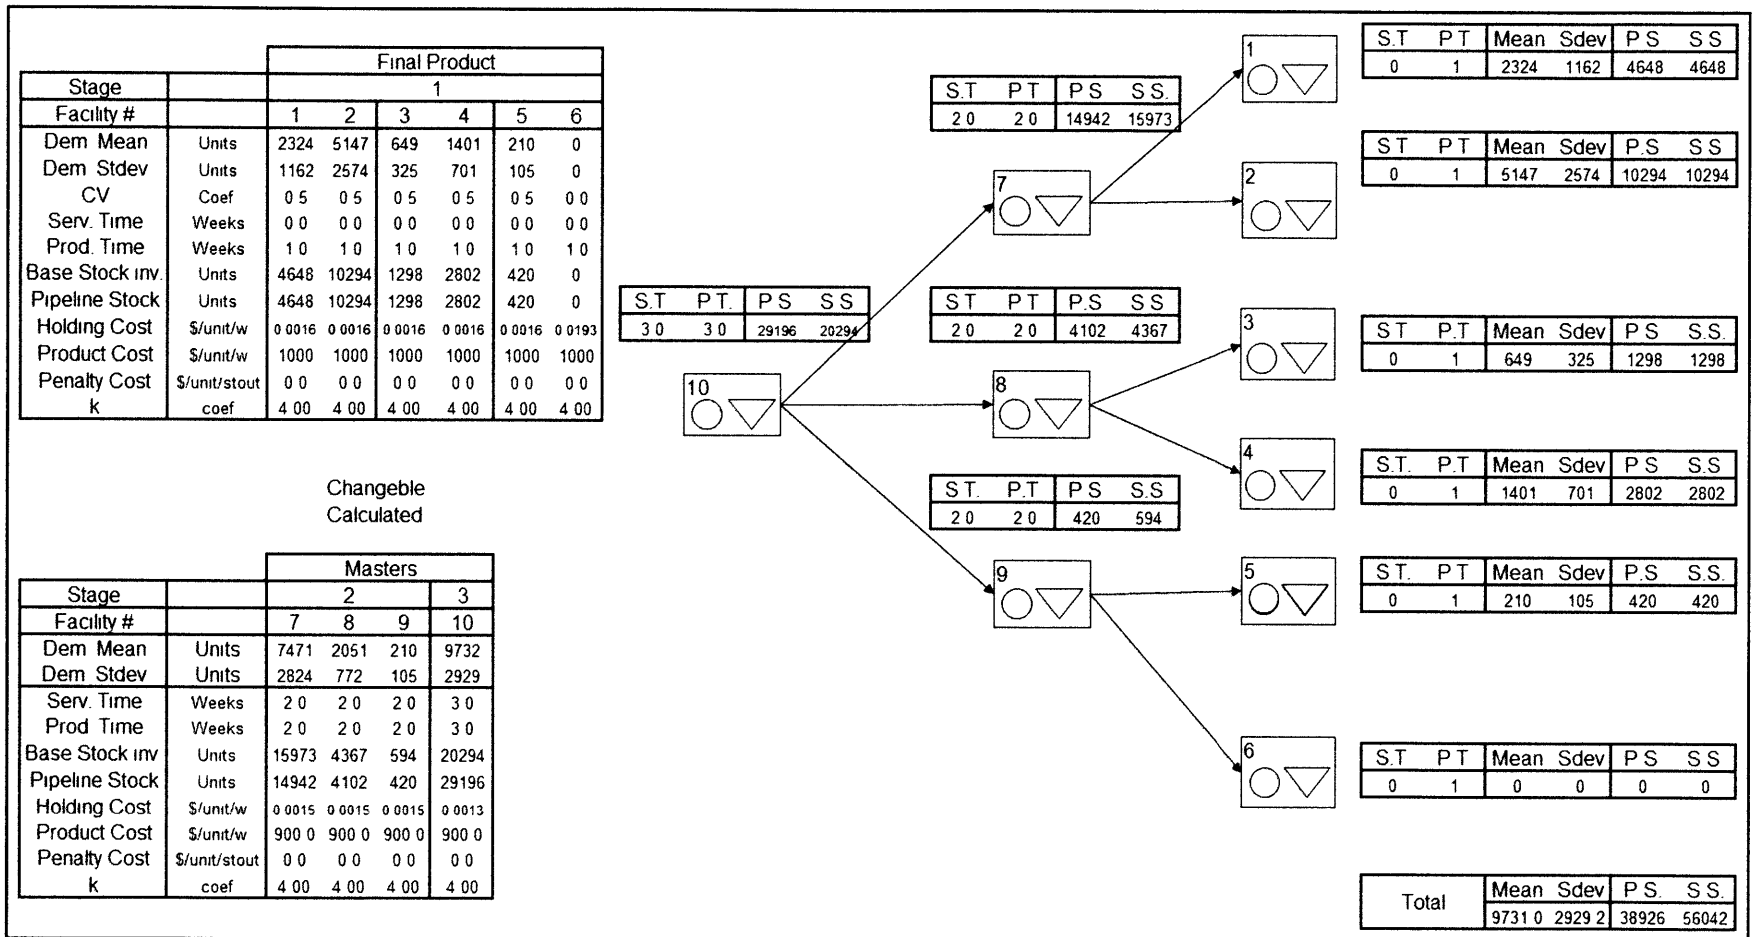 Final Product
Stage 1
Facility # 1 2 3 4 5 6
Dem Mean Units 2324 5147 649 1401 210 0
Dem Stdev Units 1162 2574 325 701 105 0
CV Coef 0 5 0 5 0 5 0 5 0 5 0 0
Serv. Time Weeks 0 0 0 0 0 0 0 0 0 0 0 0
Prod. Time Weeks 1 0 1 0 1 0 1 0 1 0 1 0
Base Stock inv. Units 4648 10294 1298 2802 420 0
Pipeline Stock Units 4648 10294 1298 2802 420 0
Holding Cost $/unit/w 0 0016 0 0016 0 0016 0 0016 0 0016 0 0193
Product Cost $/unit/w 1000 1000 1000 1000 1000 1000
Penalty Cost $/unit/stout 0 0 0 0 0 0 0 0 0 0 0 0
k coef 4 00 4 00 4 00 4 00 4 00 4 00
Changeble
Calculated
Masters
Stage 2 3
Facility # 7 8 9 10
Dem Mean Units 7471 2051 210 9732
Dem Stdev Units 2824 772 105 2929
Serv. Time Weeks 2 0 2 0 2 0 3 0
Prod Time Weeks 2 0 2 0 2 0 3 0
Base Stock inv Units 15973 4367 594 20294
Pipeline Stock Units 14942 4102 420 29196
Holding Cost $/unit/w 0 0015 0 0015 0 0015 0 0013
Product Cost $/unit/w 900 0 900 0 900 0 900 0
Penalty Cost $/unit/stout 0 0 0 0 0 0 0 0
k coef 4 00 4 00 4 00 4 00
S.T P T. P S S S
3 0 3 0 29196 20294
10
S.T P T P S S S.
2 0 2 0 14942 15973
7
S T P T P.S S S
2 0 2 0 4102 4367
8
S T. P.T P S S.S
2 0 2 0 420 594
9
1
S.T P T Mean Sdev P S S S
0 1 2324 1162 4648 4648
2
S T P T Mean Sdev P.S S S
0 1 5147 2574 10294 10294
3
S T P.T Mean Sdev P S S S
0 1 649 325 1298 1298
4
S.T. P.T Mean Sdev P S S.S
0 1 1401 701 2802 2802
5
S T. P T Mean Sdev P.S S.S.
0 1 210 105 420 420
6
S.T P T Mean Sdev P S S S
0 1 0 0 0 0
Total Mean Sdev P S. S S.
9731 0 2929 2 38926 56042